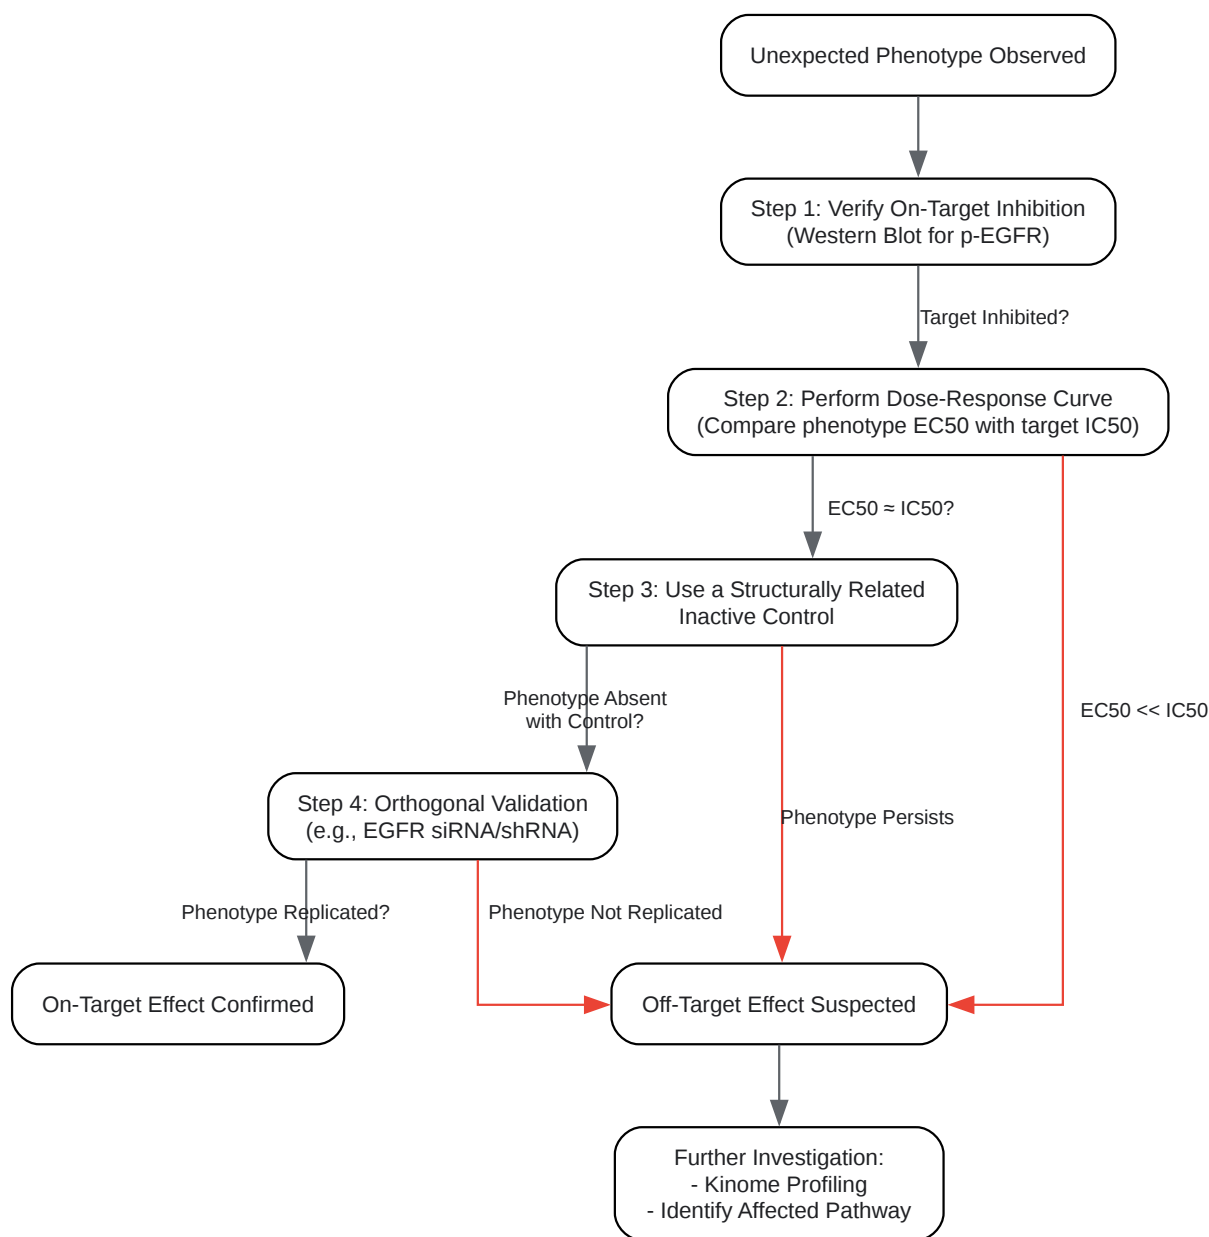 Unexpected Phenotype Observed
Step 1: Verify On-Target Inhibition
(Western Blot for p-EGFR)
Target Inhibited?
Step 2: Perform Dose-Response Curve
(Compare phenotype EC50 with target IC50)
EC50 ≈ IC50?
Step 3: Use a Structurally Related
Inactive Control
Phenotype Absent
with Control?
EC50 << IC50
Step 4: Orthogonal Validation
(e.g., EGFR siRNA/shRNA)
Phenotype Persists
Phenotype Replicated?
Phenotype Not Replicated
On-Target Effect Confirmed
Off-Target Effect Suspected
Further Investigation:
- Kinome Profiling
- Identify Affected Pathway